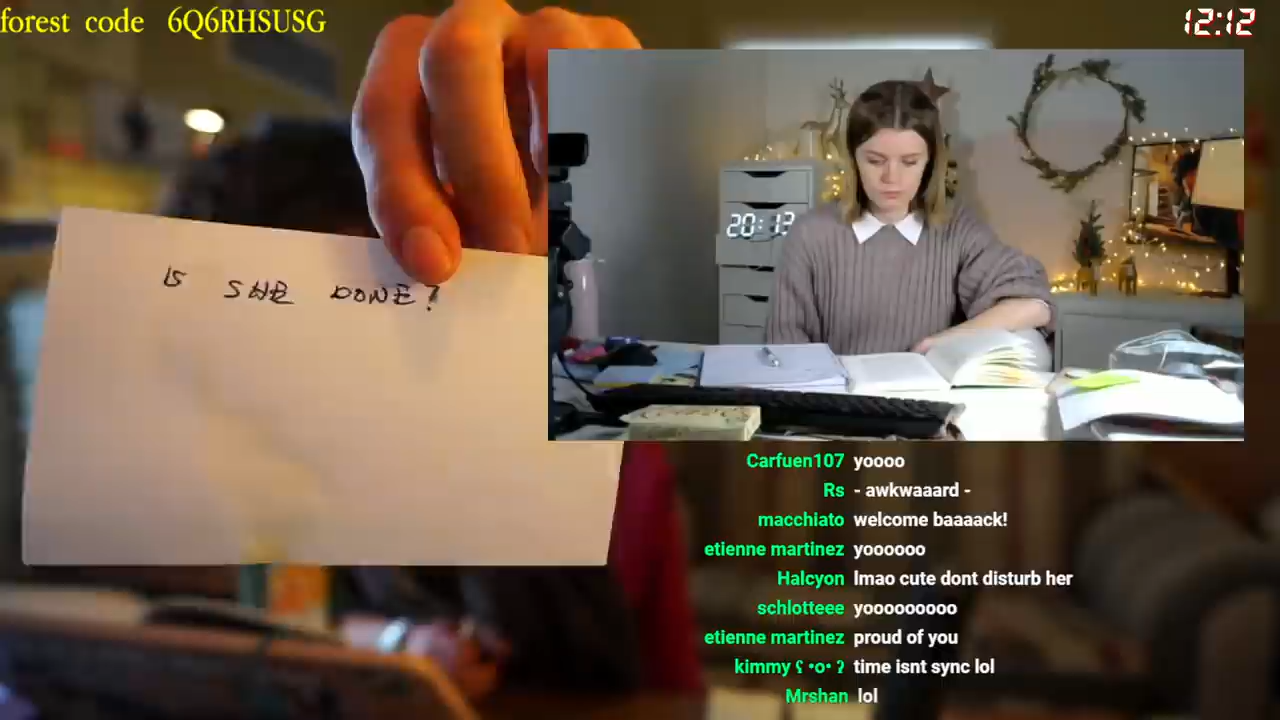 forest code 6Q6RHSUSG
12:12
IS SHE DONE?
20:13
Carfuen107 yoooo
Rs - awkwaaard -
macchiato welcome baaaack!
etienne martinez yoooooo
Halcyon lmao cute dont disturb her
schlotteee yooooooooo
etienne martinez proud of you
kimmy ʕ •o• ʔ time isnt sync lol
Mrshan lol